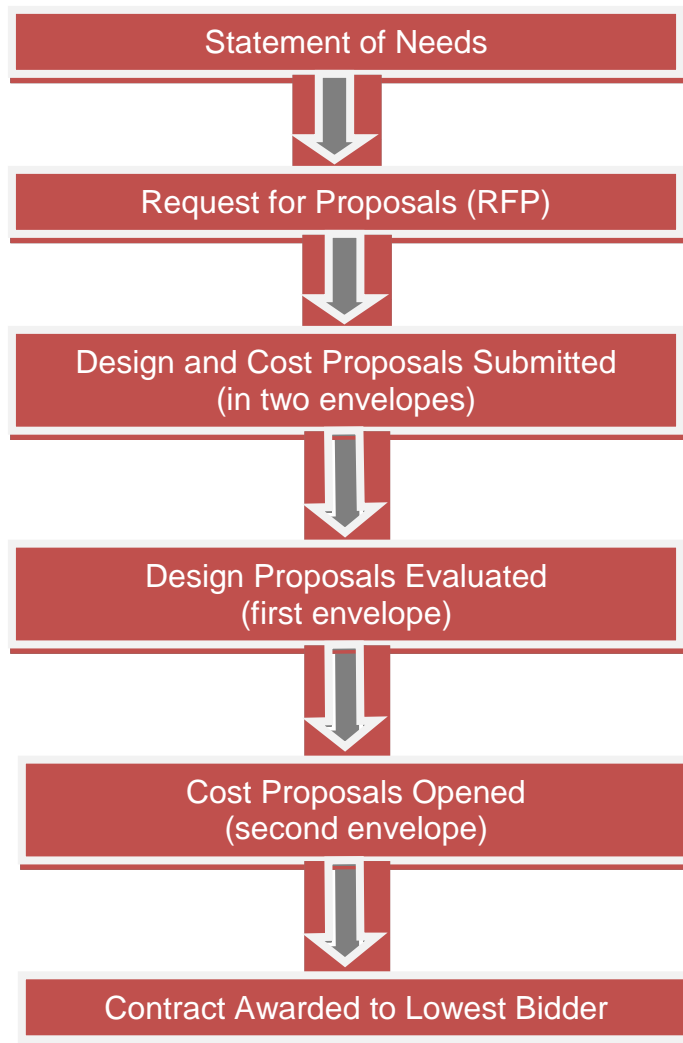 Statement of Needs
Request for Proposals (RFP)
Design and Cost Proposals Submitted
(in two envelopes)
Design Proposals Evaluated
(first envelope)
Cost Proposals Opened
(second envelope)
Contract Awarded to Lowest Bidder